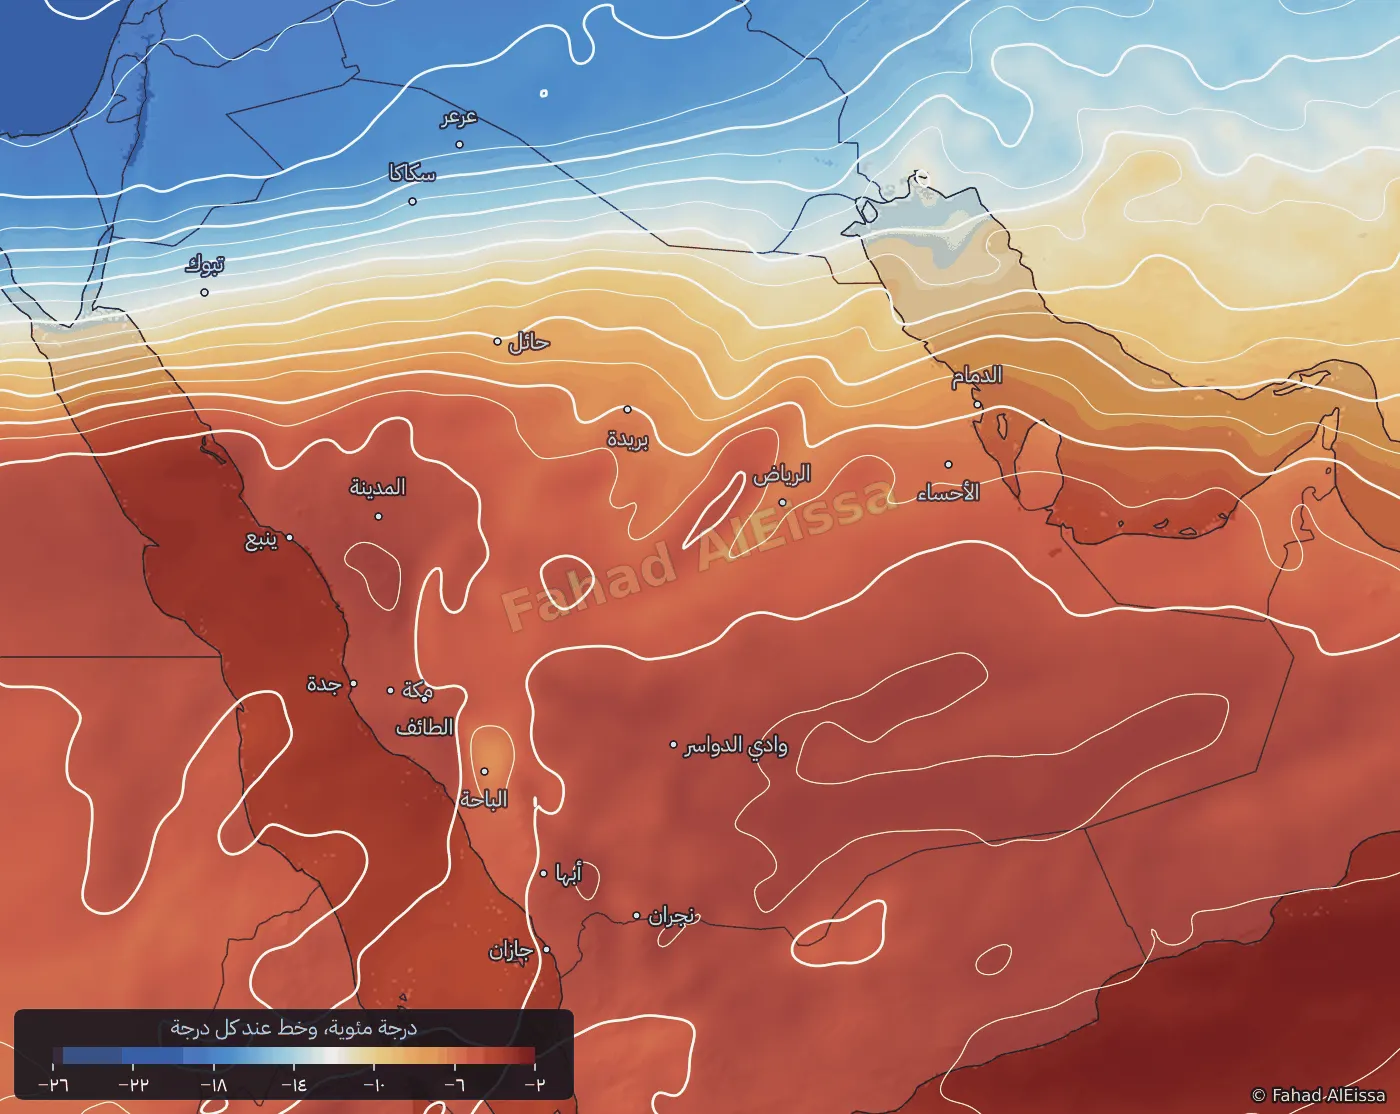 عرعر
سكاكا
تبوك
حائل
الدمام
بريدة
الرياض
الأحساء
المدينة
ينبع
Fahad AlEissa
جدة
مكة
الطائف
وادي الدواسر
الباحة
أبها
نجران
جازان
درجة مئوية، وخط عند كل درجة
−٢٦ −٢٢ −١٨ −١٤ −١٠ −٦ −٢
© Fahad AlEissa